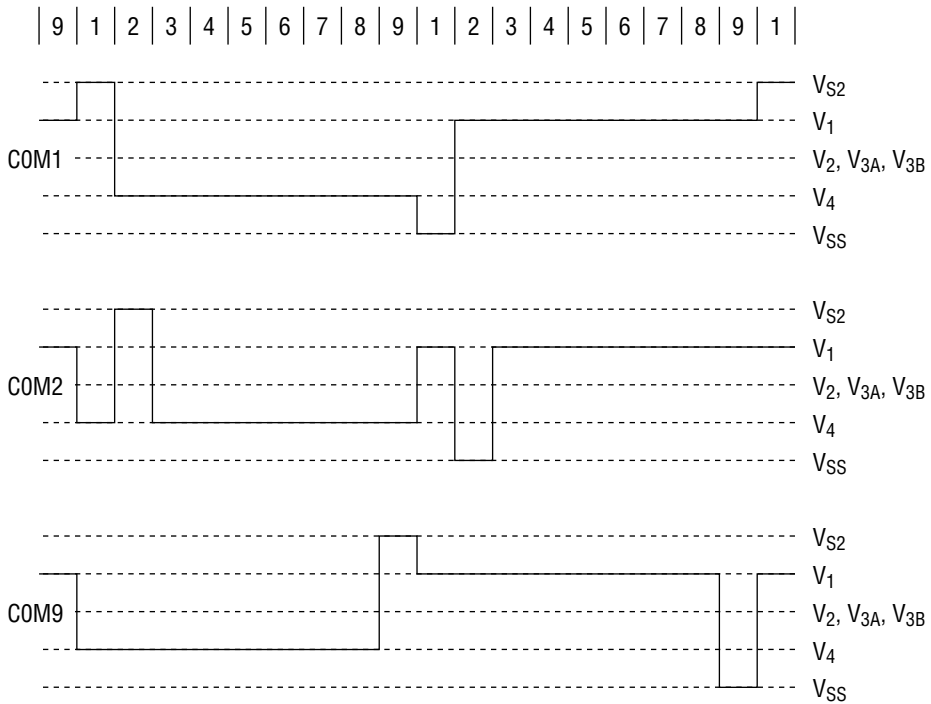 9 1 2 3 4 5 6 7 8 9 1 2 3 4 5 6 7 8 9 1
VS2
V1
COM1 V2, V3A, V3B
V4
VSS
VS2
V1
COM2 V2, V3A, V3B
V4
VSS
VS2
V1
COM9 V2, V3A, V3B
V4
VSS